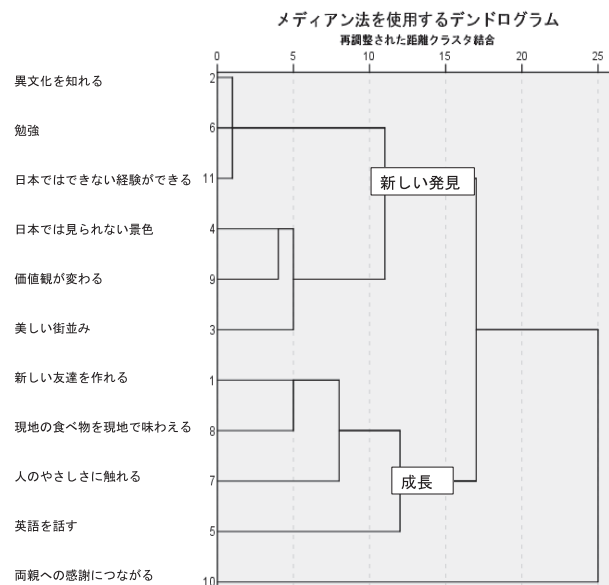 メディアン法を使用するデンドログラム
再調整された距離クラスタ結合
0 5 10 15 20 25
異文化を知れる 2
勉強 6
日本ではできない経験ができる 11
新しい発見
日本では見られない景色 4
価値観が変わる 9
美しい街並み 3
新しい友達を作れる 1
現地の食べ物を現地で味わえる 8
人のやさしさに触れる 7
成長
英語を話す 5
両親への感謝につながる 10